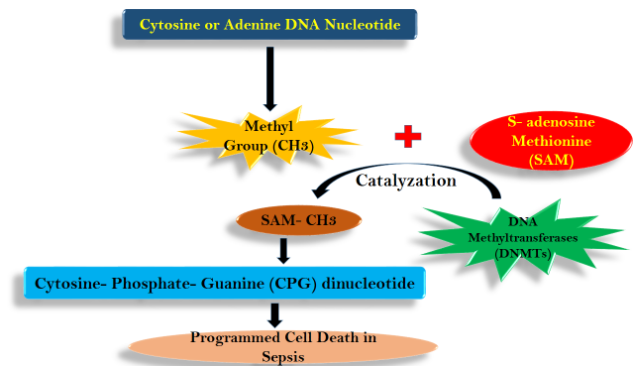 Cytosine or Adenine DNA Nucleotide
Methyl
Group (CH3)
S- adenosine
Methionine
(SAM)
Catalyzation
SAM- CH3
DNA
Methyltransferases
(DNMTs)
Cytosine- Phosphate- Guanine (CPG) dinucleotide
Programmed Cell Death in
Sepsis